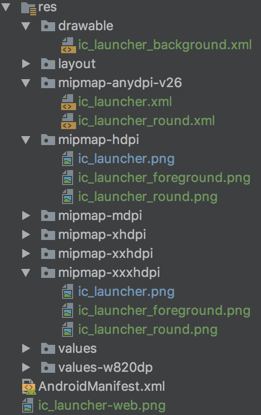 res
drawable
ic_launcher_background.xml
layout
mipmap-anydpi-v26
ic_launcher.xml
ic_launcher_round.xml
mipmap-hdpi
ic_launcher.png
ic_launcher_foreground.png
ic_launcher_round.png
mipmap-mdpi
mipmap-xhdpi
mipmap-xxhdpi
mipmap-xxxhdpi
ic_launcher.png
ic_launcher_foreground.png
ic_launcher_round.png
values
values-w820dp
AndroidManifest.xml
ic_launcher-web.png